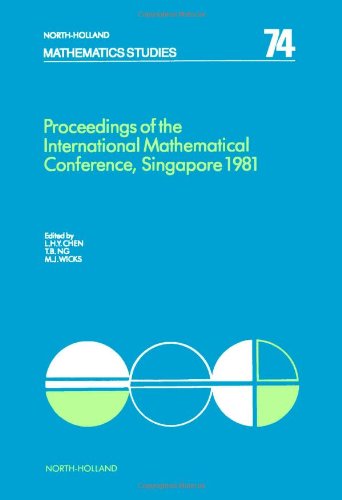 NORTH-HOLLAND
MATHEMATICS STUDIES
74
Proceedings of the
International Mathematical
Conference, Singapore 1981
Edited by
L.H.Y. CHEN
T.B. NG
M.J. WICKS
NORTH-HOLLAND